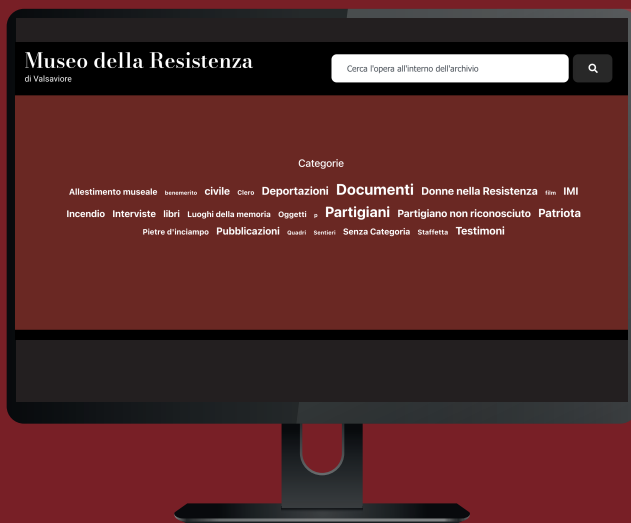 Museo della Resistenza
di Valsaviore
Cerca l'opera all'interno dell'archivio
Categorie
Allestimento museale benemerito civile Clero Deportazioni Documenti Donne nella Resistenza film IMI
Incendio Interviste libri Luoghi della memoria Oggetti p Partigiani Partigiano non riconosciuto Patriota
Pietre d'inciampo Pubblicazioni Quadri Sentieri Senza Categoria Staffetta Testimoni